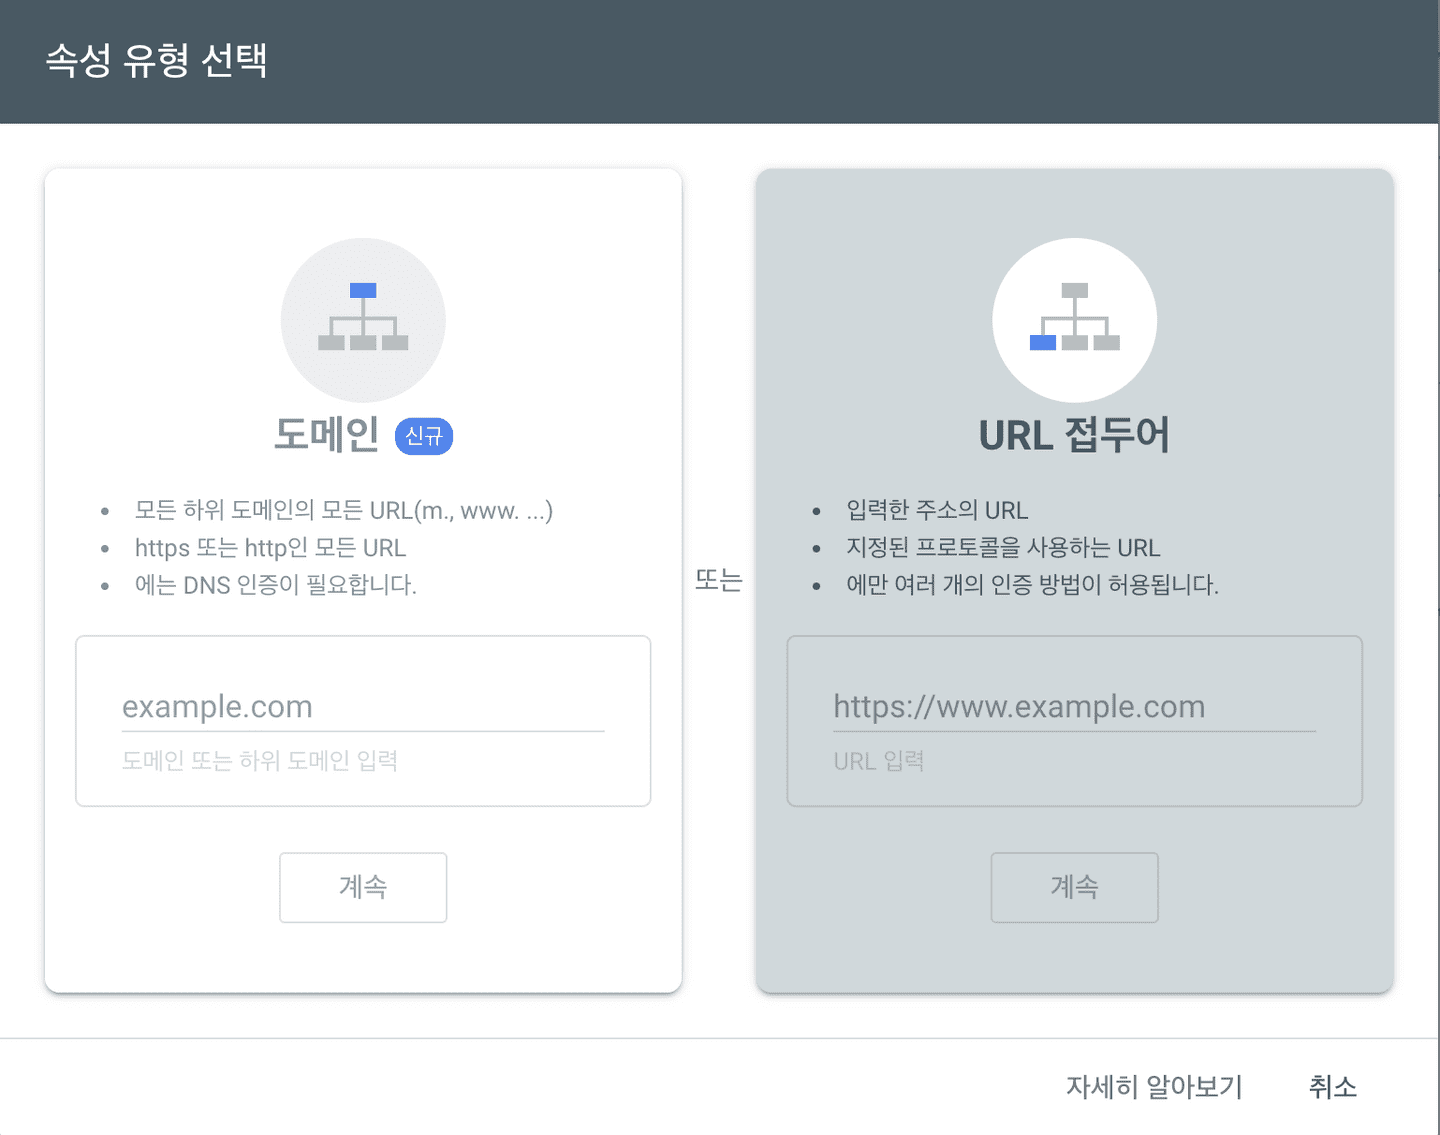 속성 유형 선택
도메인 신규
모든 하위 도메인의 모든 URL(m., www. ...)
https 또는 http인 모든 URL
에는 DNS 인증이 필요합니다.
example.com
도메인 또는 하위 도메인 입력
계속
또는
URL 접두어
입력한 주소의 URL
지정된 프로토콜을 사용하는 URL
에만 여러 개의 인증 방법이 허용됩니다.
https://www.example.com
URL 입력
계속
자세히 알아보기
취소